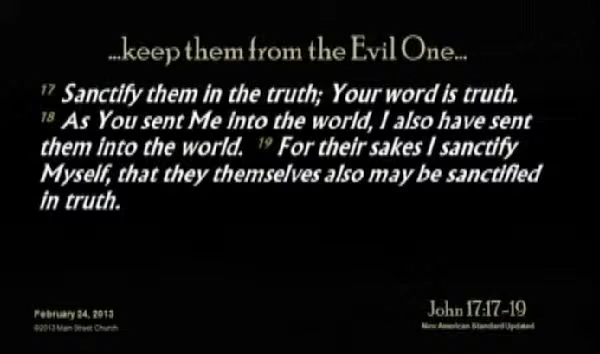 ...keep them from the Evil One...
17 Sanctify them in the truth; Your word is truth.
18 As You sent Me into the world, I also have sent
them into the world. 19 For their sakes I sanctify
Myself, that they themselves also may be sanctified
in truth.
February 24, 2013
©2013 Main Street Church
John 17:17-19
New American Standard Updated